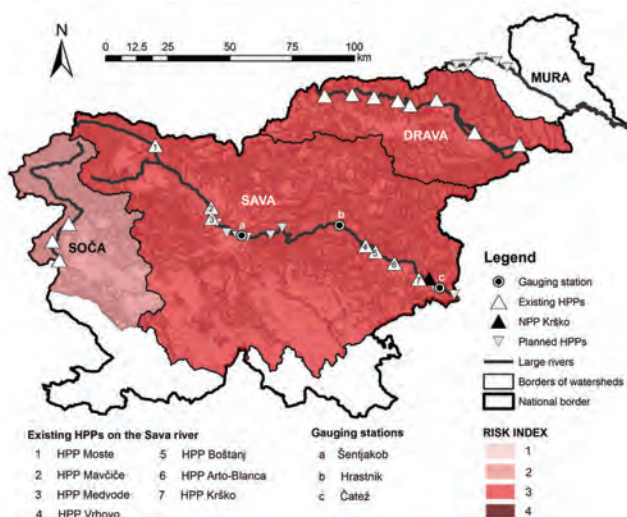 N
0 12.5 25 50 75 100
km
MURA
DRAVA
SAVA
SOČA
1
2
3
a
b
4
5
6
7
c
Legend
Gauging station
Existing HPPs
NPP Krško
Planned HPPs
Large rivers
Borders of watersheds
National border
RISK INDEX
1
2
3
4
Existing HPPs on the Sava river
1 HPP Moste
2 HPP Mavčiče
3 HPP Medvode
4 HPP Vrhovo
5 HPP Boštanj
6 HPP Arto-Blanca
7 HPP Krško
Gauging stations
a Šentjakob
b Hrastnik
c Čatež